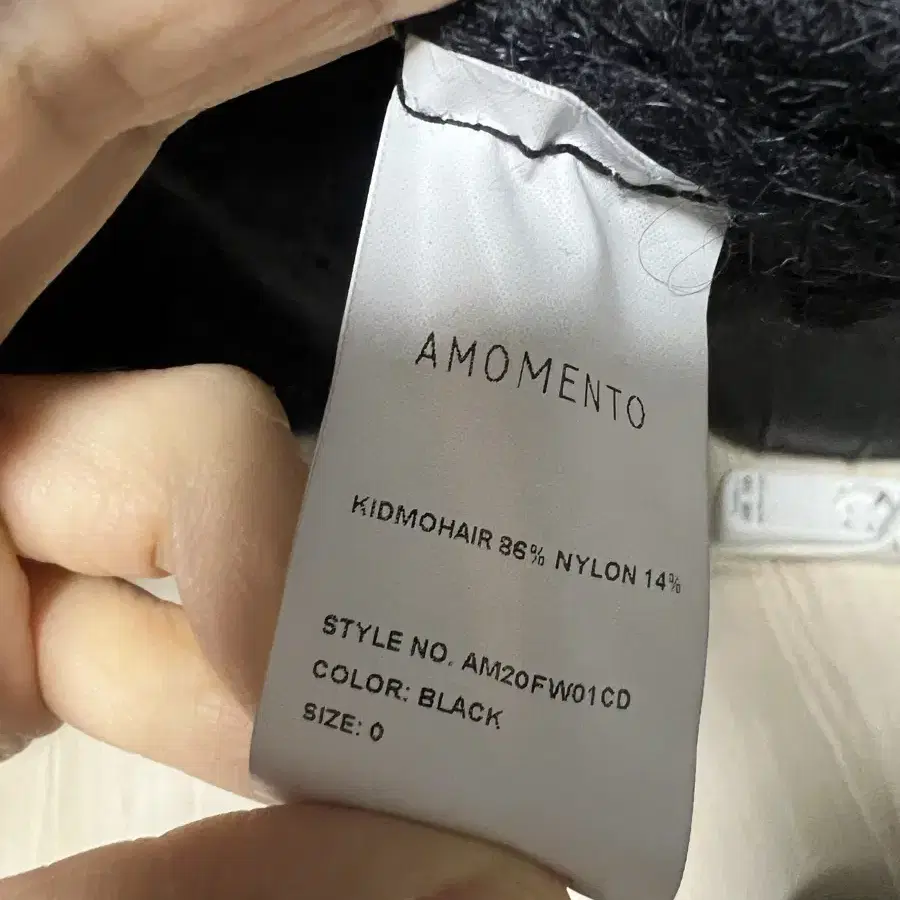 AMOMENTO
KIDMOHAIR 86% NYLON 14%
STYLE NO. AM20FW01CD
COLOR: BLACK
SIZE: 0